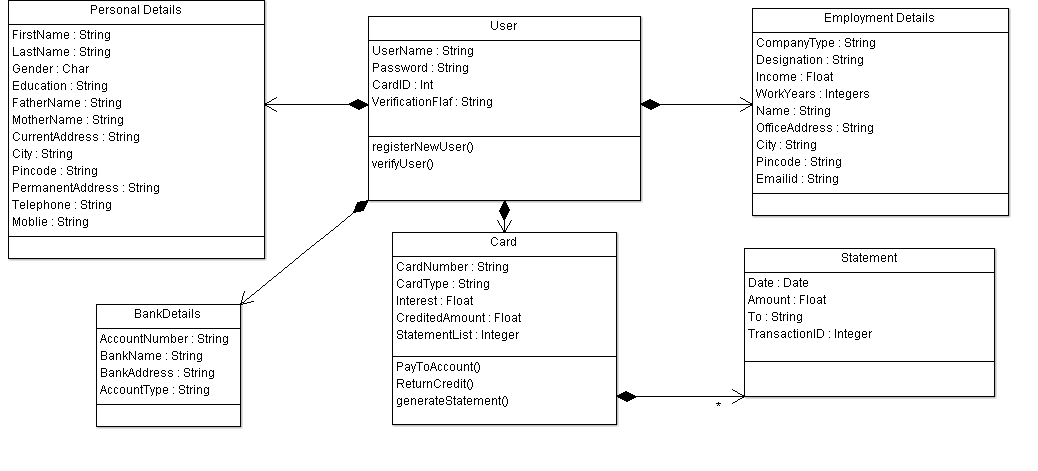 Personal Details
FirstName : String
LastName : String
Gender : Char
Education : String
FatherName : String
MotherName : String
CurrentAddress : String
City : String
Pincode : String
PermanentAddress : String
Telephone : String
Moblie : String
User
UserName : String
Password : String
CardID : Int
VerificationFlaf : String
registerNewUser()
verifyUser()
Employment Details
CompanyType : String
Designation : String
Income : Float
WorkYears : Integers
Name : String
OfficeAddress : String
City : String
Pincode : String
Emailid : String
BankDetails
AccountNumber : String
BankName : String
BankAddress : String
AccountType : String
Card
CardNumber : String
CardType : String
Interest : Float
CreditedAmount : Float
StatementList : Integer
PayToAccount()
ReturnCredit()
generateStatement()
*
Statement
Date : Date
Amount : Float
To : String
TransactionID : Integer